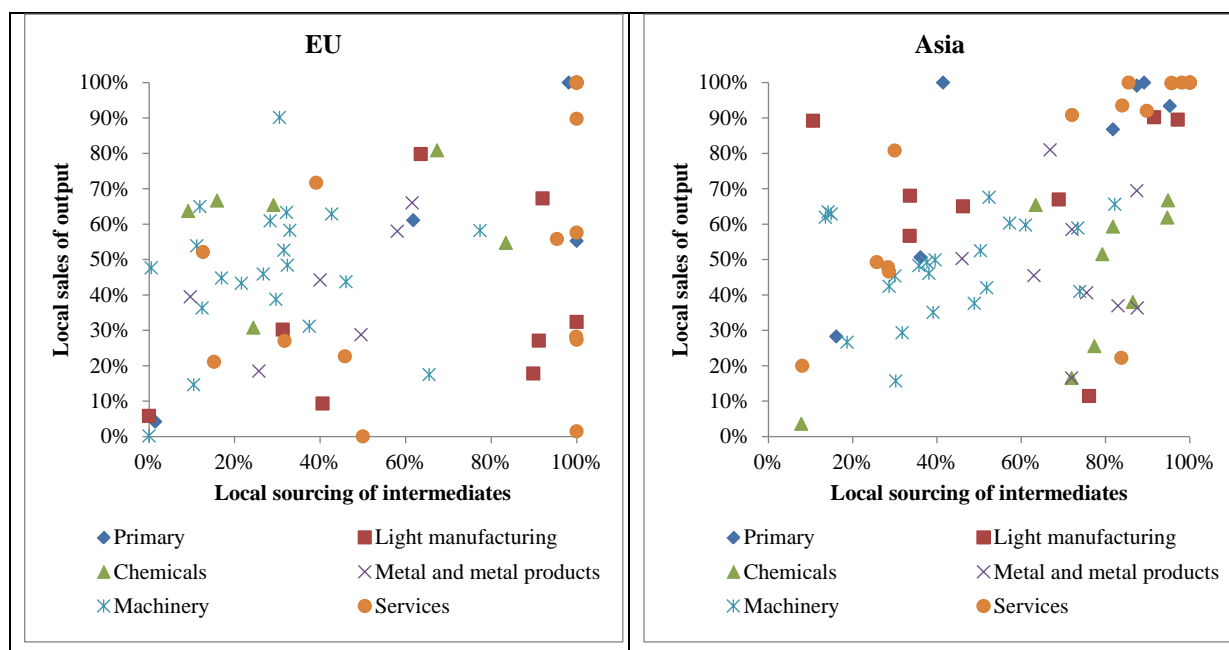 EU
Local sales of output
100%
90%
80%
70%
60%
50%
40%
30%
20%
10%
0%
0% 20% 40% 60% 80% 100%
Local sourcing of intermediates
Primary Light manufacturing
Chemicals Metal and metal products
Machinery Services
Asia
Local sales of output
100%
90%
80%
70%
60%
50%
40%
30%
20%
10%
0%
0% 20% 40% 60% 80% 100%
Local sourcing of intermediates
Primary Light manufacturing
Chemicals Metal and metal products
Machinery Services